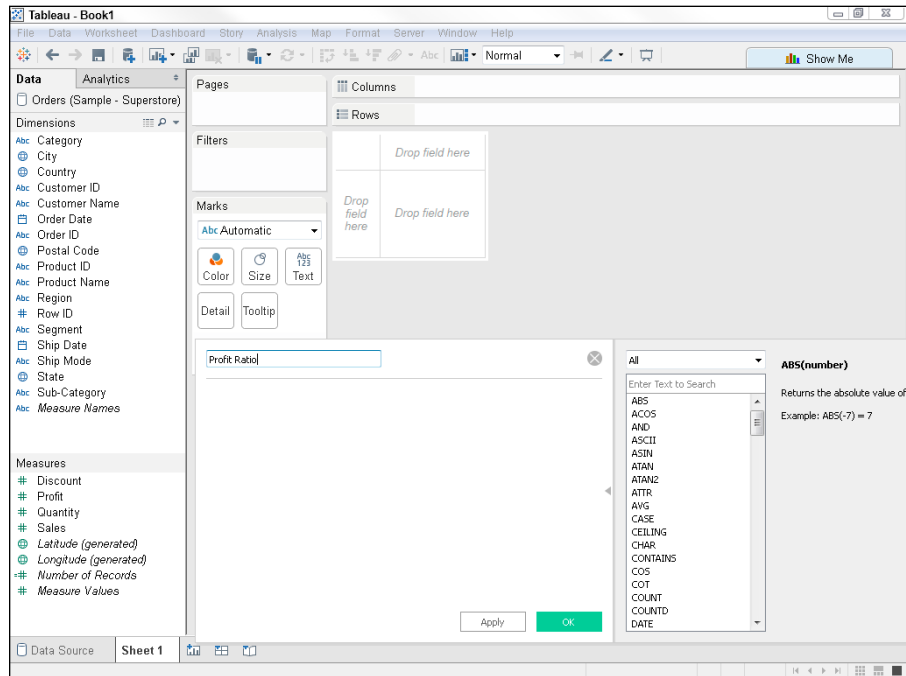 Tableau - Book1
File Data Worksheet Dashboard Story Analysis Map Format Server Window Help
Abc Normal Show Me
Data Analytics
Orders (Sample - Superstore)
Dimensions
Abc Category
City
Country
Abc Customer ID
Abc Customer Name
Order Date
Abc Order ID
Postal Code
Abc Product ID
Abc Product Name
Abc Region
# Row ID
Abc Segment
Ship Date
Abc Ship Mode
State
Abc Sub-Category
Abc Measure Names
Measures
# Discount
# Profit
# Quantity
# Sales
Latitude (generated)
Longitude (generated)
=# Number of Records
# Measure Values
Pages
Filters
Marks
Abc Automatic
Color
Size
Abc
123
Text
Detail
Tooltip
Columns
Rows
Drop field here
Drop
field
here
Drop field here
Profit Ratio
Apply
OK
All
Enter Text to Search
ABS
ACOS
AND
ASCII
ASIN
ATAN
ATAN2
ATTR
AVG
CASE
CEILING
CHAR
CONTAINS
COS
COT
COUNT
COUNTD
DATE
ABS(number)
Returns the absolute value of
Example: ABS(-7) = 7
Data Source
Sheet 1